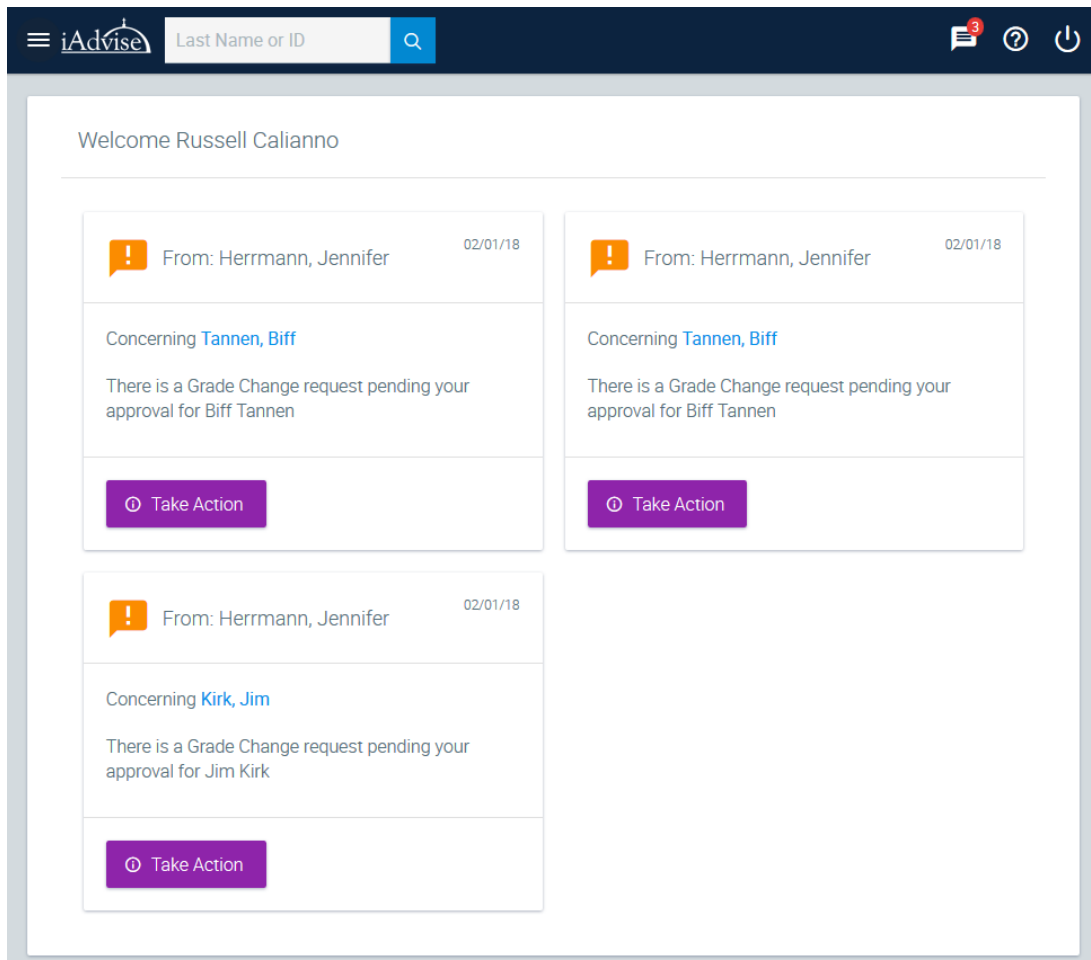 iAdvise Last Name or ID 3
Welcome Russell Calianno
From: Herrmann, Jennifer 02/01/18
Concerning Tannen, Biff
There is a Grade Change request pending your
approval for Biff Tannen
Take Action
From: Herrmann, Jennifer 02/01/18
Concerning Tannen, Biff
There is a Grade Change request pending your
approval for Biff Tannen
Take Action
From: Herrmann, Jennifer 02/01/18
Concerning Kirk, Jim
There is a Grade Change request pending your
approval for Jim Kirk
Take Action